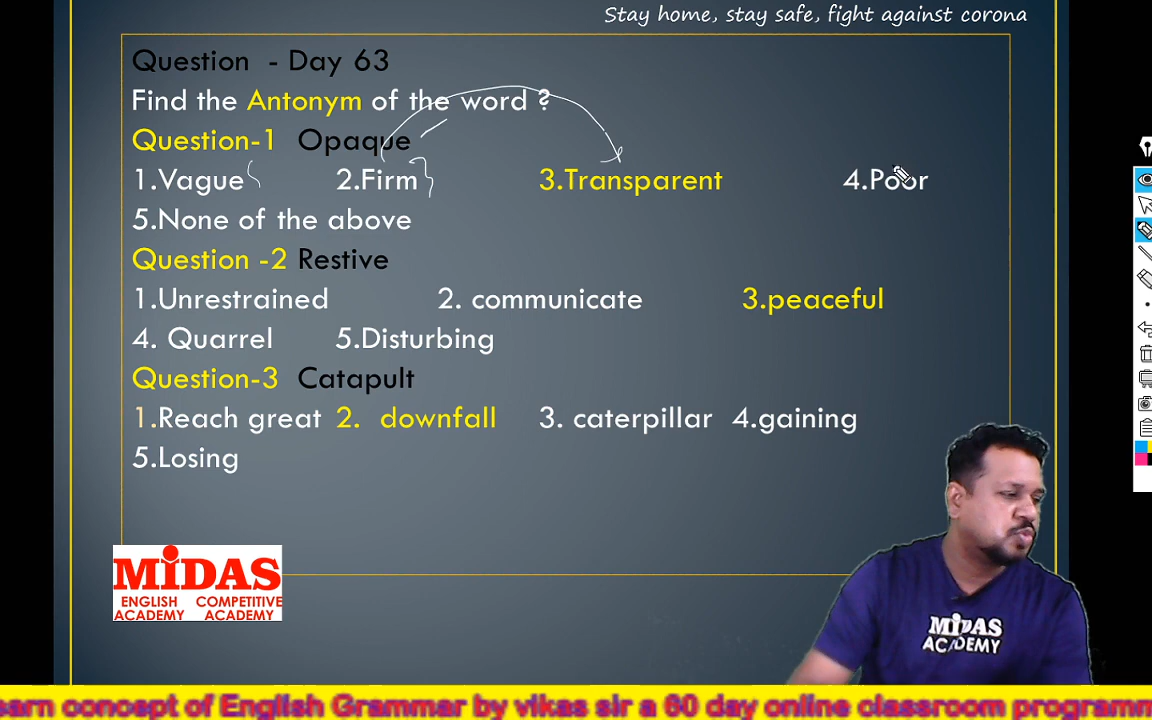 Stay home, stay safe, fight against corona
Question - Day 63
Find the Antonym of the word ?
Question-1 Opaque
1.Vague 2.Firm 3.Transparent 4.Poor
5.None of the above
Question -2 Restive
1.Unrestrained 2. communicate 3.peaceful
4. Quarrel 5.Disturbing
Question-3 Catapult
1.Reach great 2. downfall 3. caterpillar 4.gaining
5.Losing
MiDAS
ENGLISH COMPETITIVE
ACADEMY ACADEMY
MIDAS
ACADEMY
earn concept of English Grammar by vikas sir a 60 day online classroom programm